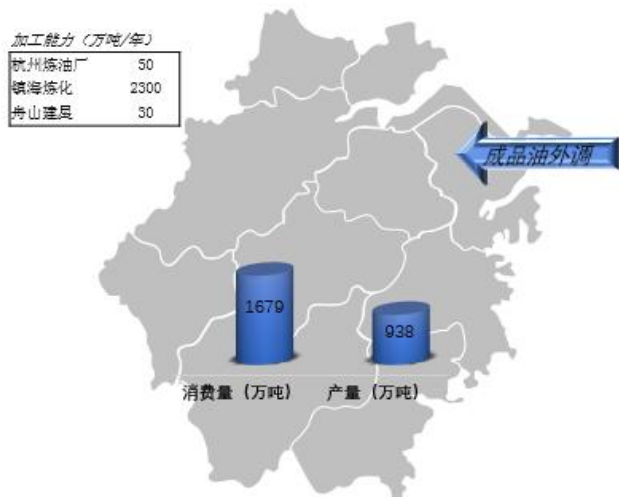 加工能力（万吨/年）
杭州炼油厂 50
镇海炼化 2300
舟山建晟 30
成品油外调
1679
938
消费量（万吨） 产量（万吨）